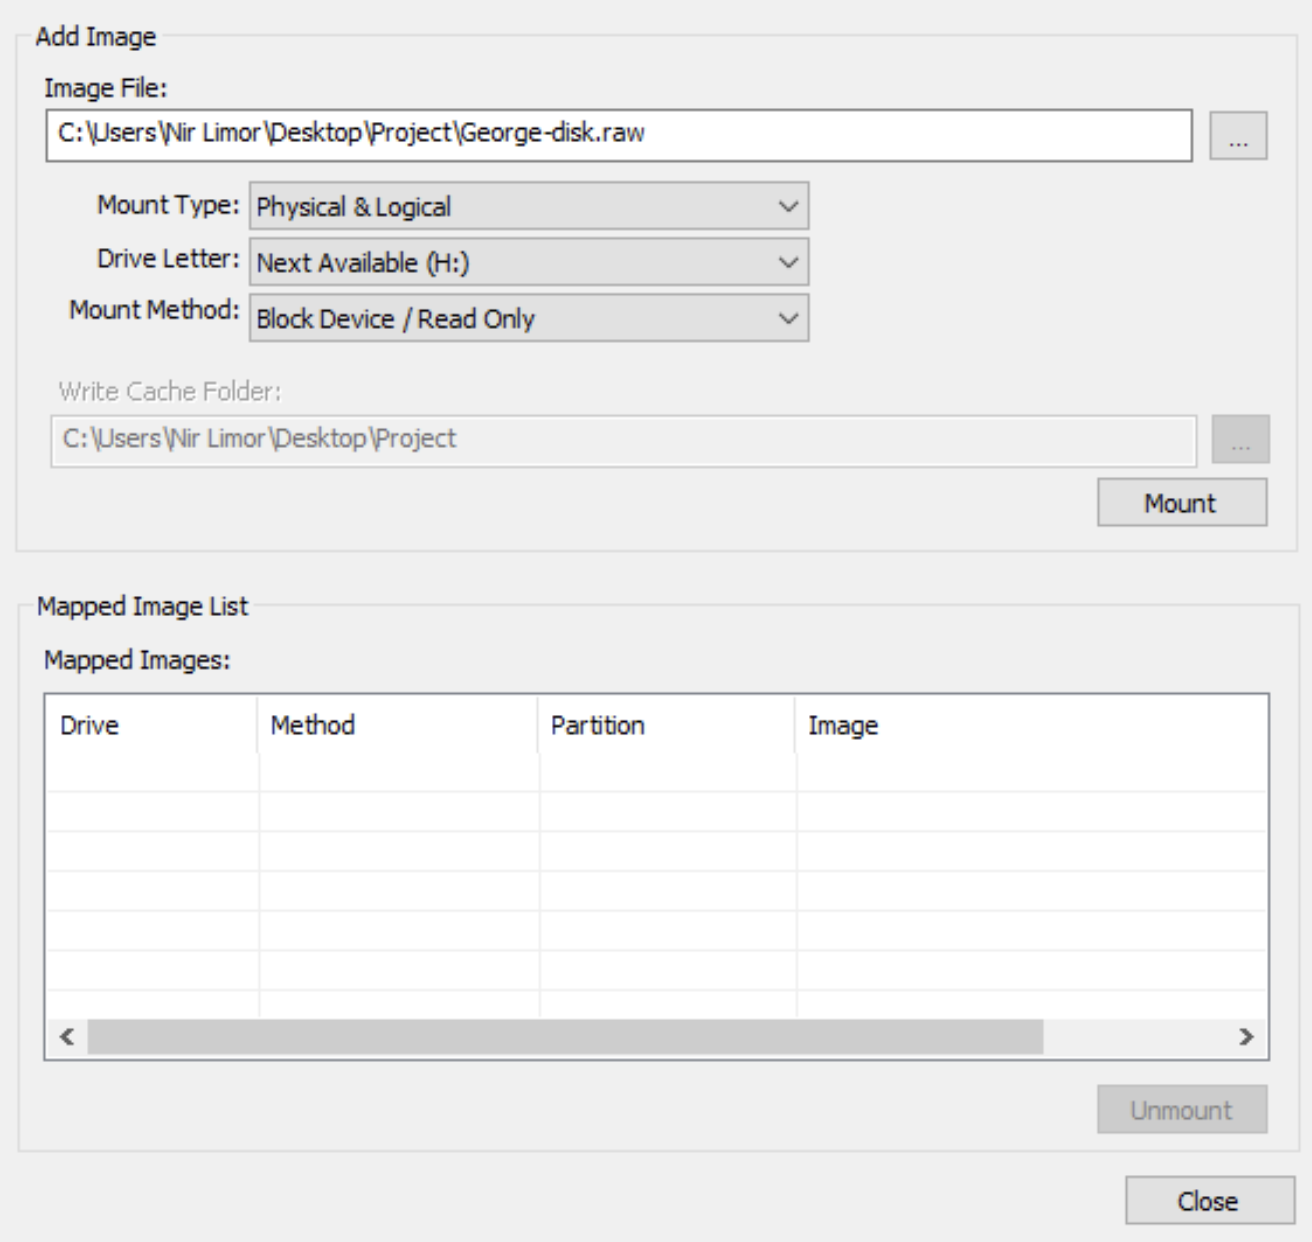 Add Image
Image File:
C:\Users\Nir Limor\Desktop\Project\George-disk.raw
...
Mount Type: Physical & Logical
Drive Letter: Next Available (H:)
Mount Method: Block Device / Read Only
Write Cache Folder:
C:\Users\Nir Limor\Desktop\Project
...
Mount
Mapped Image List
Mapped Images:
Drive Method Partition Image
Unmount
Close